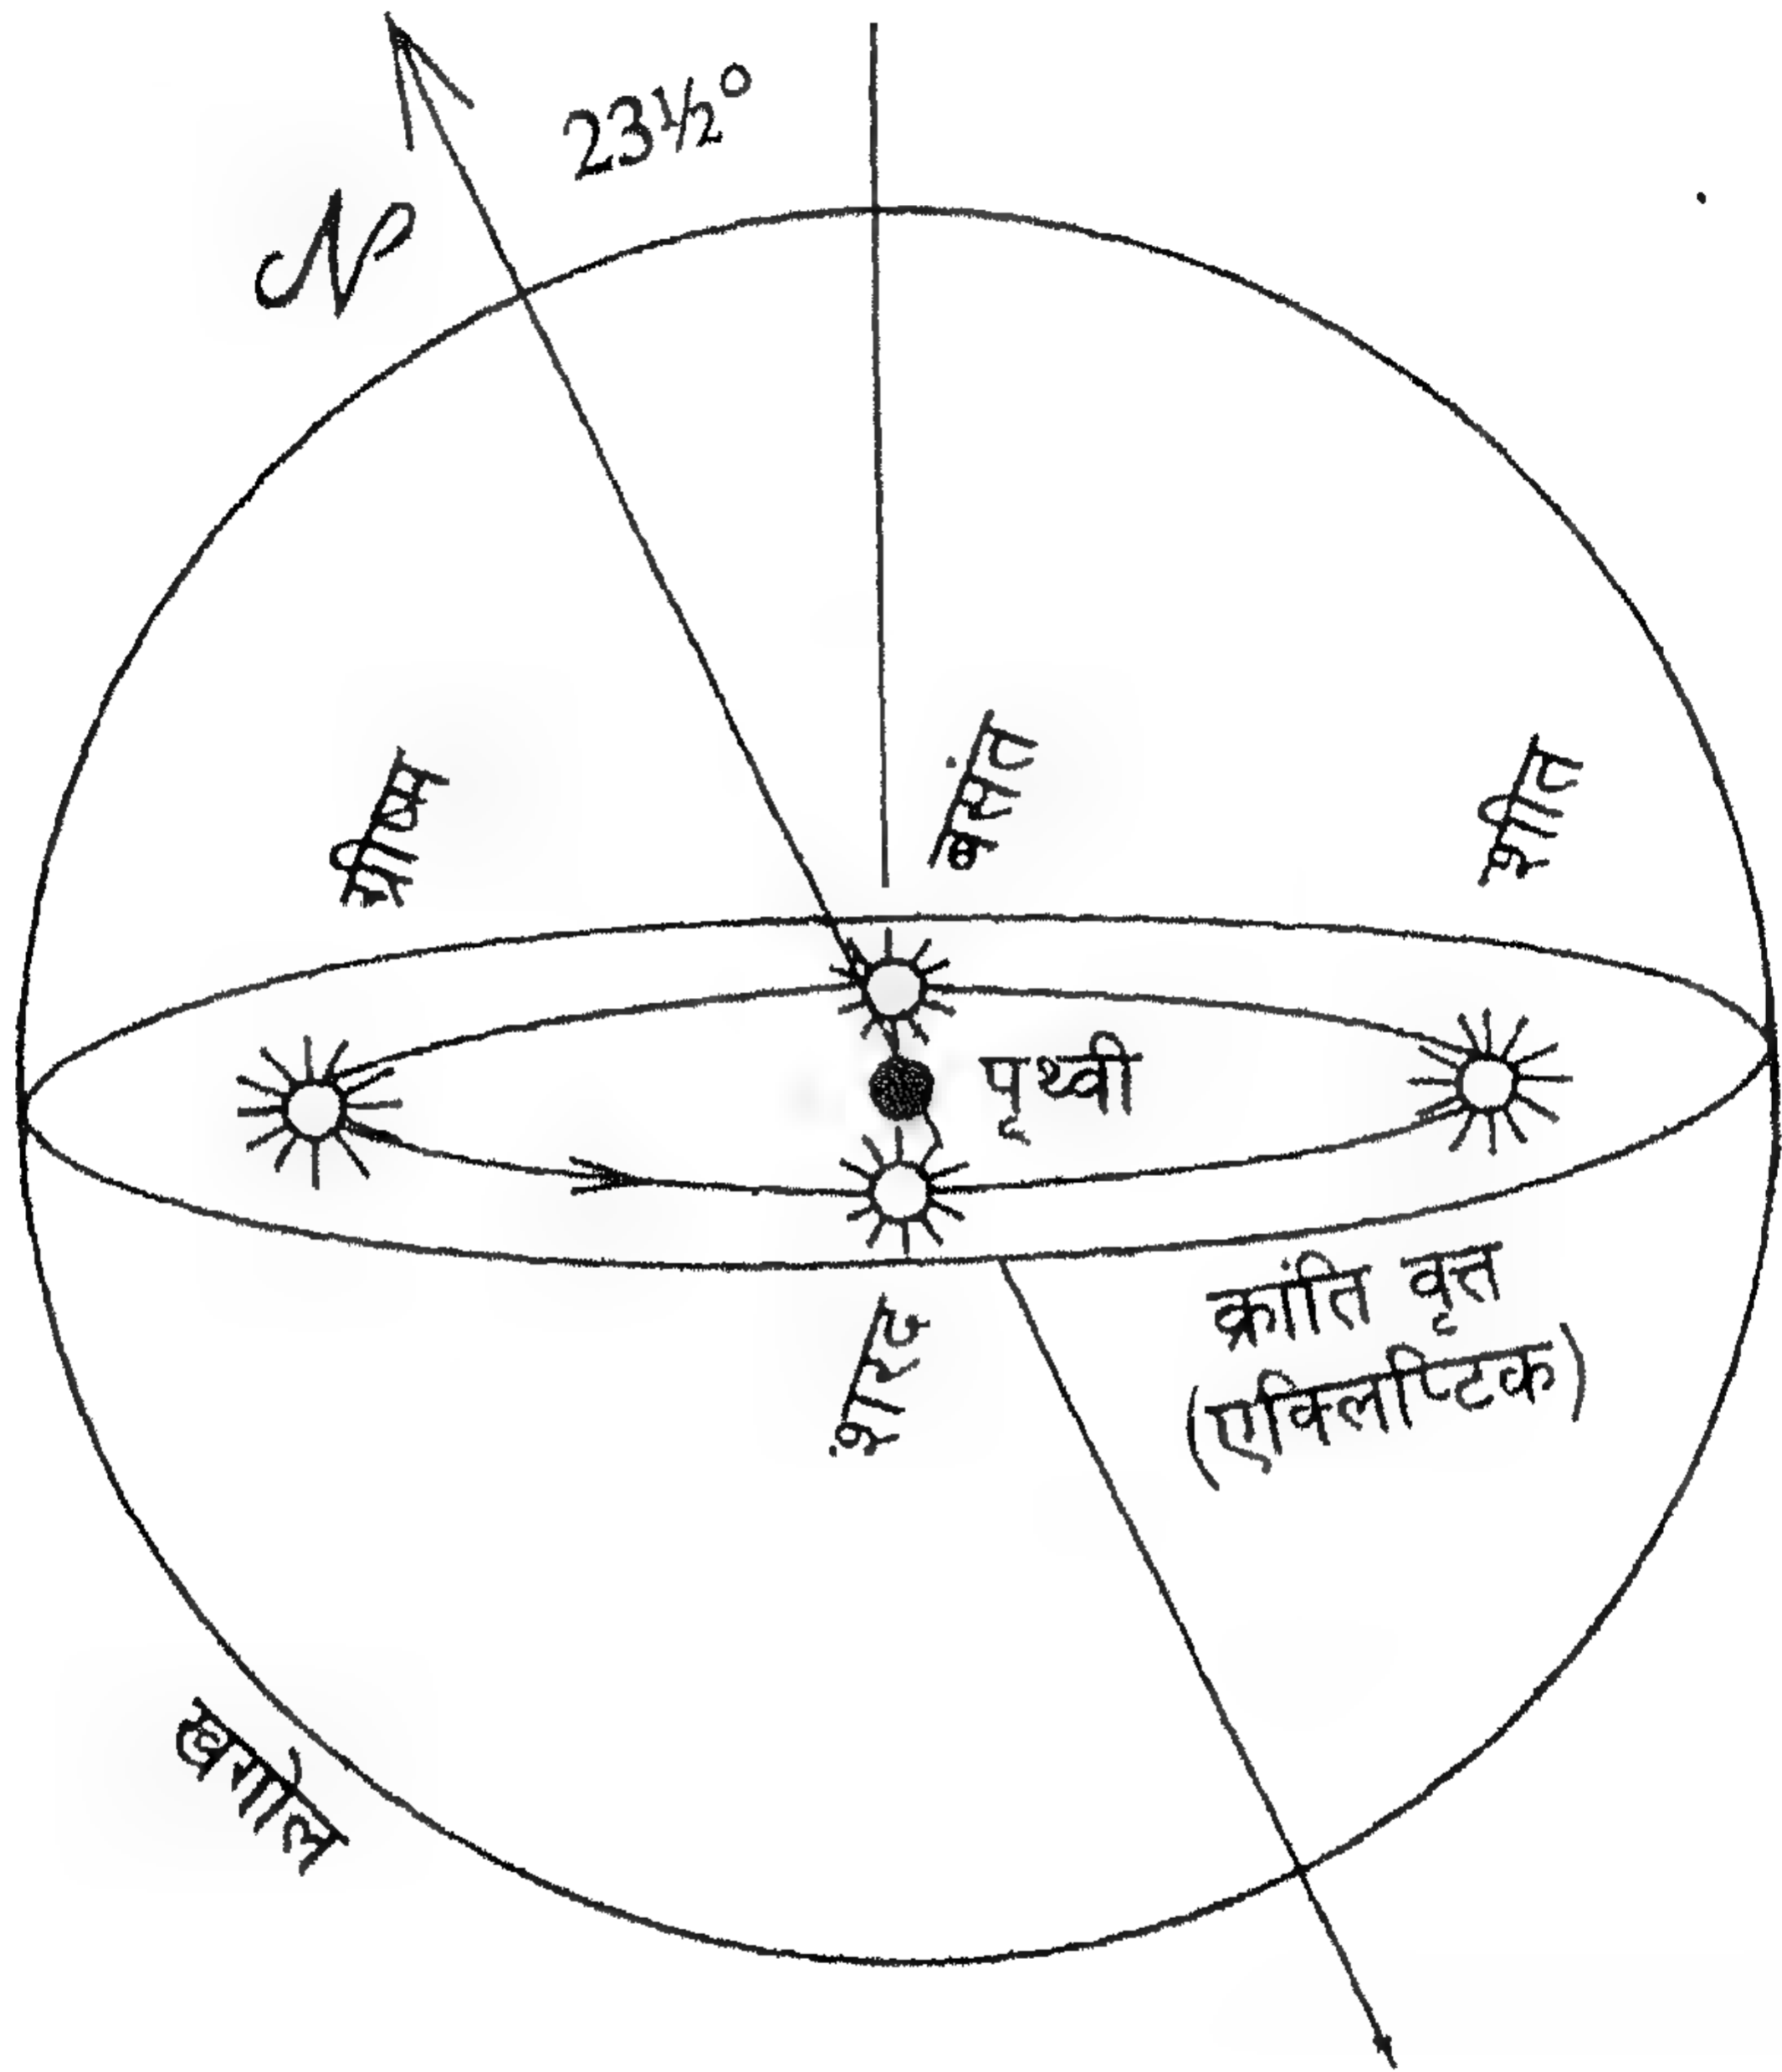 23½°
N
ग्रीष्म
बसंत
शीत
पृथ्वी
शरद
क्रांति वृत्त
(एक्लिप्टिक)
खगोल